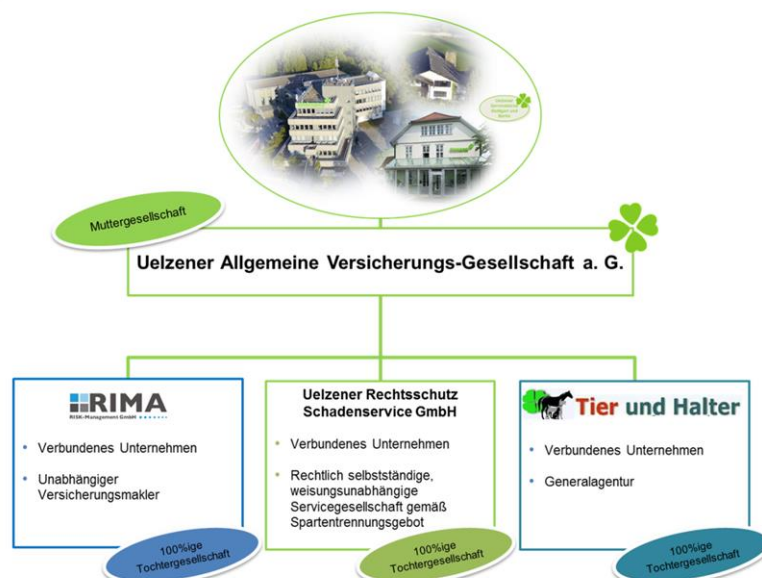 Muttergesellschaft
Uelzener Allgemeine Versicherungs-Gesellschaft a. G.
RIMA
RISK-Management GmbH
• Verbundenes Unternehmen
• Unabhängiger
Versicherungsmakler
100%ige
Tochtergesellschaft
Uelzener Rechtsschutz
Schadenservice GmbH
• Verbundenes Unternehmen
• Rechtlich selbstständige,
weisungsunabhängige
Servicegesellschaft gemäß
Spartentrennungsgebot
100%ige
Tochtergesellschaft
Tier und Halter
• Verbundenes Unternehmen
• Generalagentur
100%ige
Tochtergesellschaft